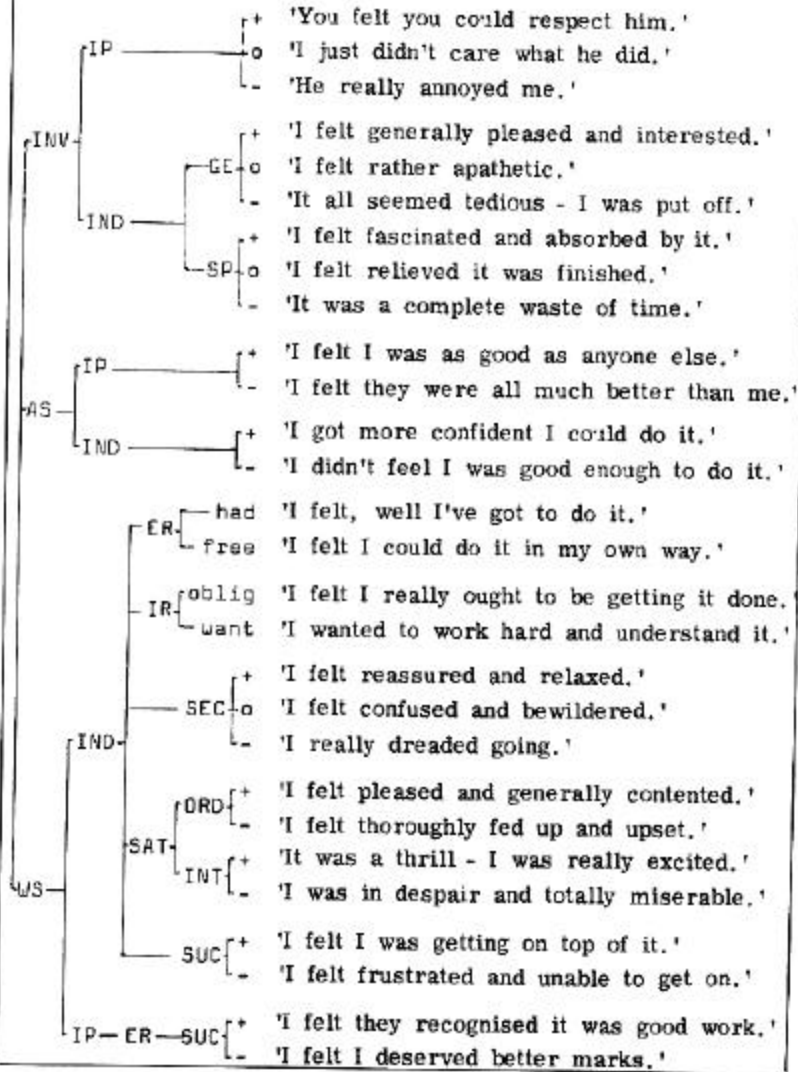 + 'You felt you could respect him.'
IP o 'I just didn't care what he did.'
- 'He really annoyed me.'
INV + 'I felt generally pleased and interested.'
GE o 'I felt rather apathetic.'
- 'It all seemed tedious - I was put off.'
IND + 'I felt fascinated and absorbed by it.'
SP o 'I felt relieved it was finished.'
- 'It was a complete waste of time.'
IP + 'I felt I was as good as anyone else.'
- 'I felt they were all much better than me.'
AS
IND + 'I got more confident I could do it.'
- 'I didn't feel I was good enough to do it.'
ER had 'I felt, well I've got to do it.'
free 'I felt I could do it in my own way.'
IR oblig 'I felt I really ought to be getting it done.'
want 'I wanted to work hard and understand it.'
+ 'I felt reassured and relaxed.'
SEC o 'I felt confused and bewildered.'
IND - 'I really dreaded going.'
ORD + 'I felt pleased and generally contented.'
- 'I felt thoroughly fed up and upset.'
SAT
INT + 'It was a thrill - I was really excited.'
WS - 'I was in despair and totally miserable.'
SUC + 'I felt I was getting on top of it.'
- 'I felt frustrated and unable to get on.'
IP ER SUC + 'I felt they recognised it was good work.'
- 'I felt I deserved better marks.'